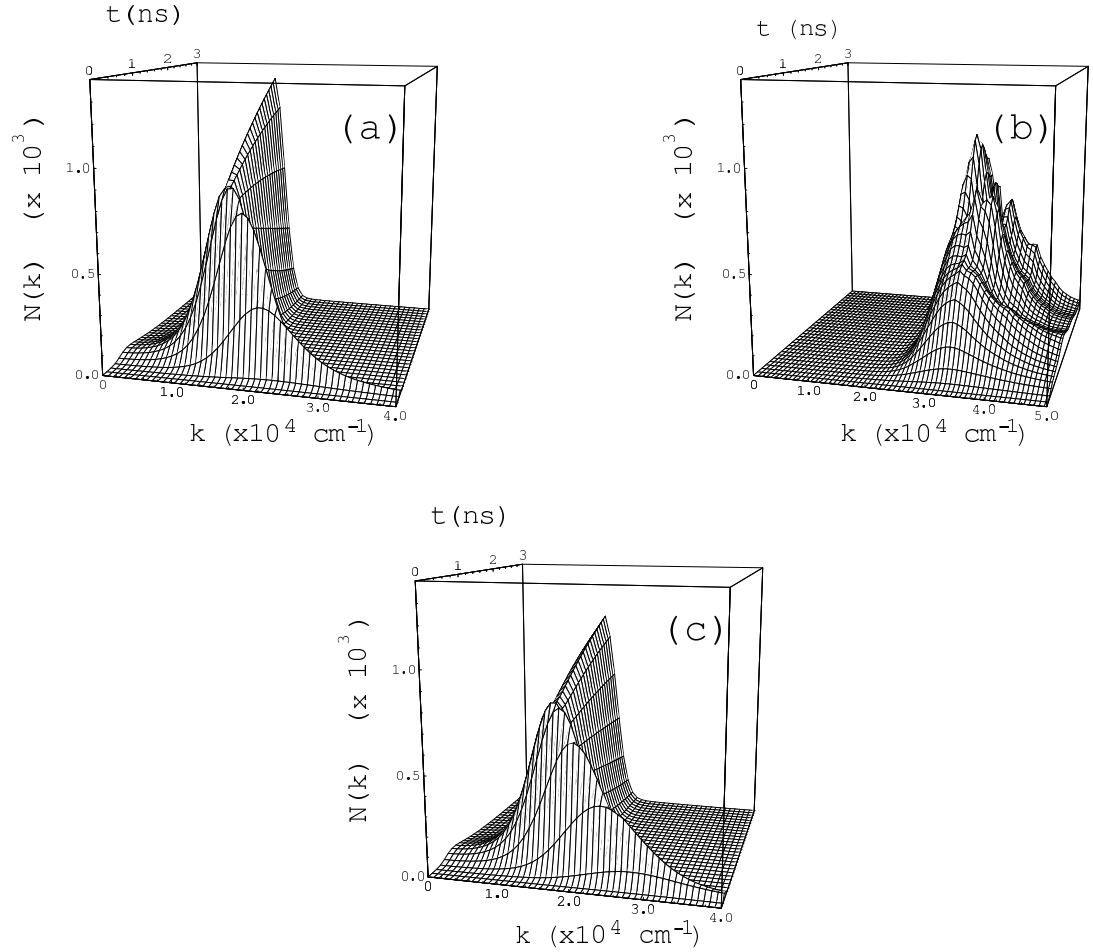 t(ns)
0 1 2 3
(a)
N(k) (x 10³)
1.0
0.5
0.0
0 1.0 2.0 3.0 4.0
k (x10⁴ cm⁻¹)
t (ns)
0 1 2 3
(b)
N(k) (x 10³)
1.0
0.5
0.0
0 1.0 2.0 3.0 4.0 5.0
k (x10⁴ cm⁻¹)
t(ns)
0 1 2 3
(c)
N(k) (x 10³)
1.0
0.5
0.0
0 1.0 2.0 3.0 4.0
k (x10⁴ cm⁻¹)